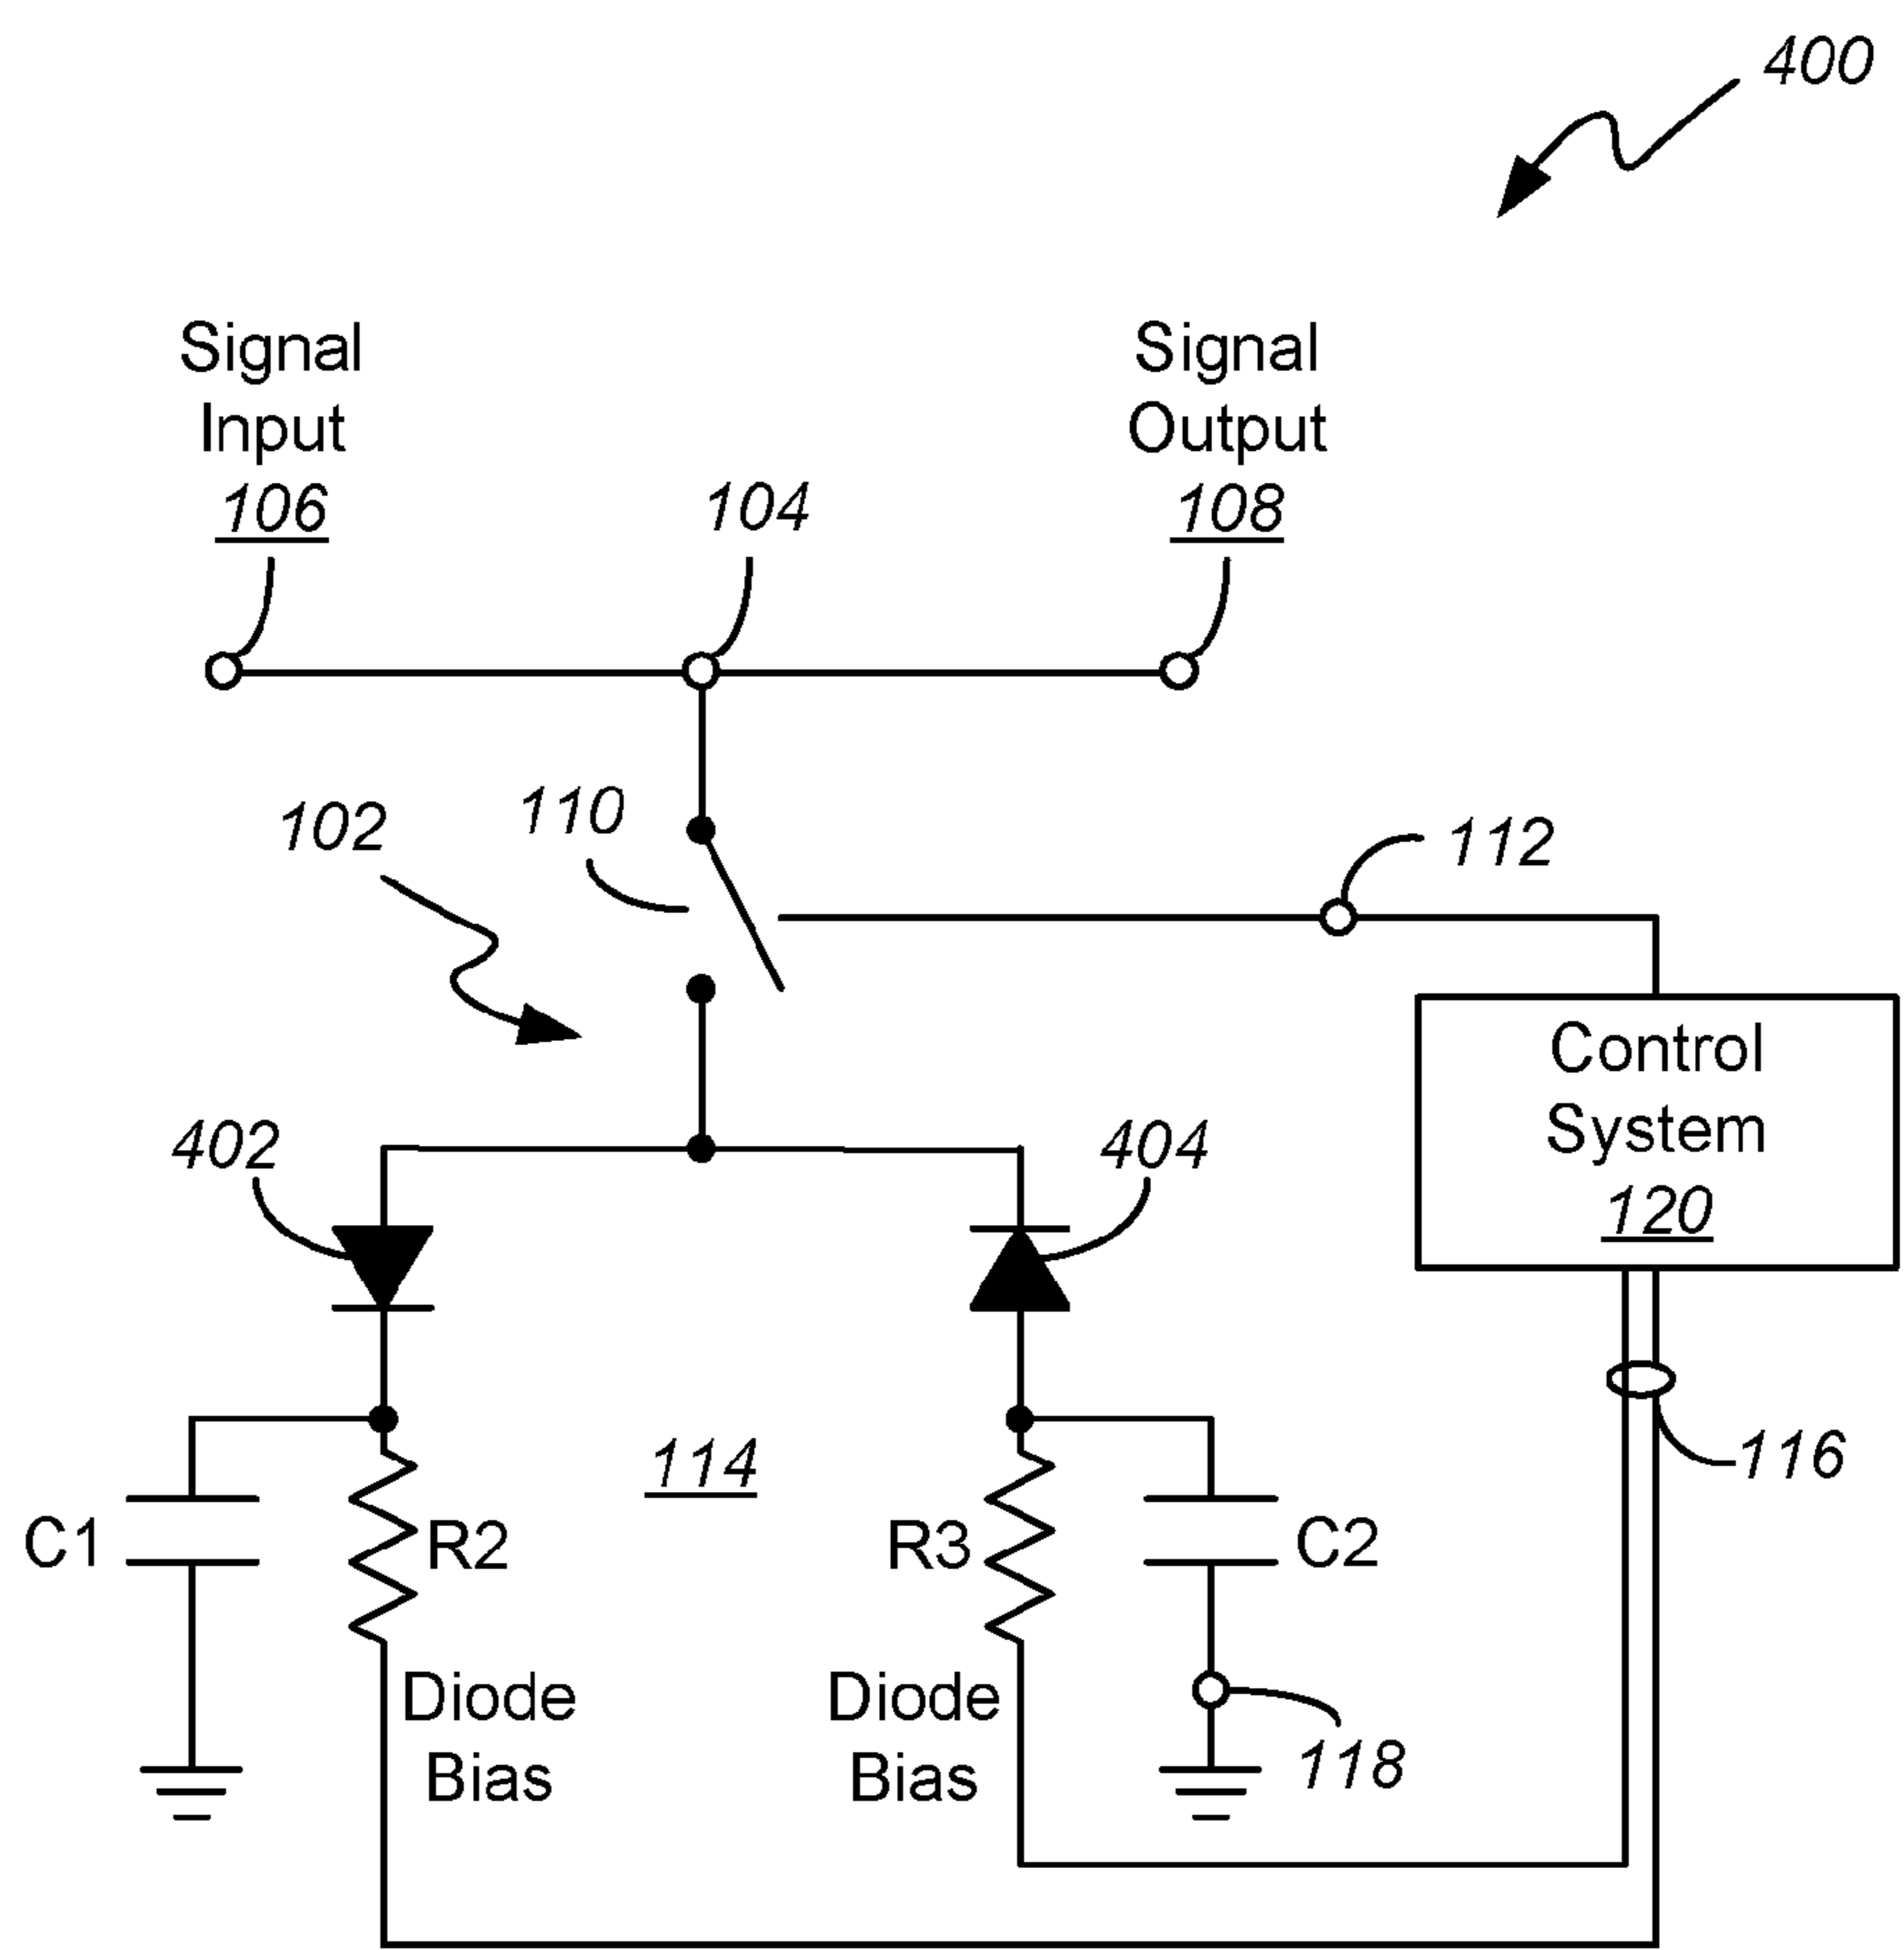 400
Signal
Input
106
104
Signal
Output
108
102
110
112
Control
System
120
402
404
114
116
C1
R2
R3
C2
Diode
Bias
Diode
Bias
118